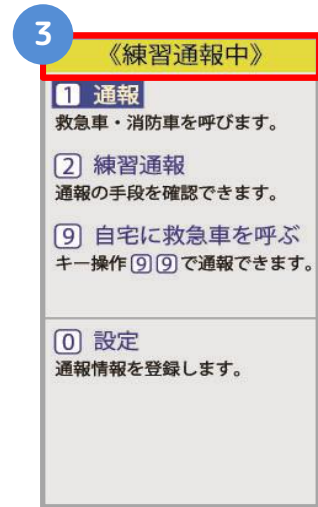 3
《練習通報中》
1 通報
救急車・消防車を呼びます。
2 練習通報
通報の手段を確認できます。
9 自宅に救急車を呼ぶ
キー操作99で通報できます。
0 設定
通報情報を登録します。